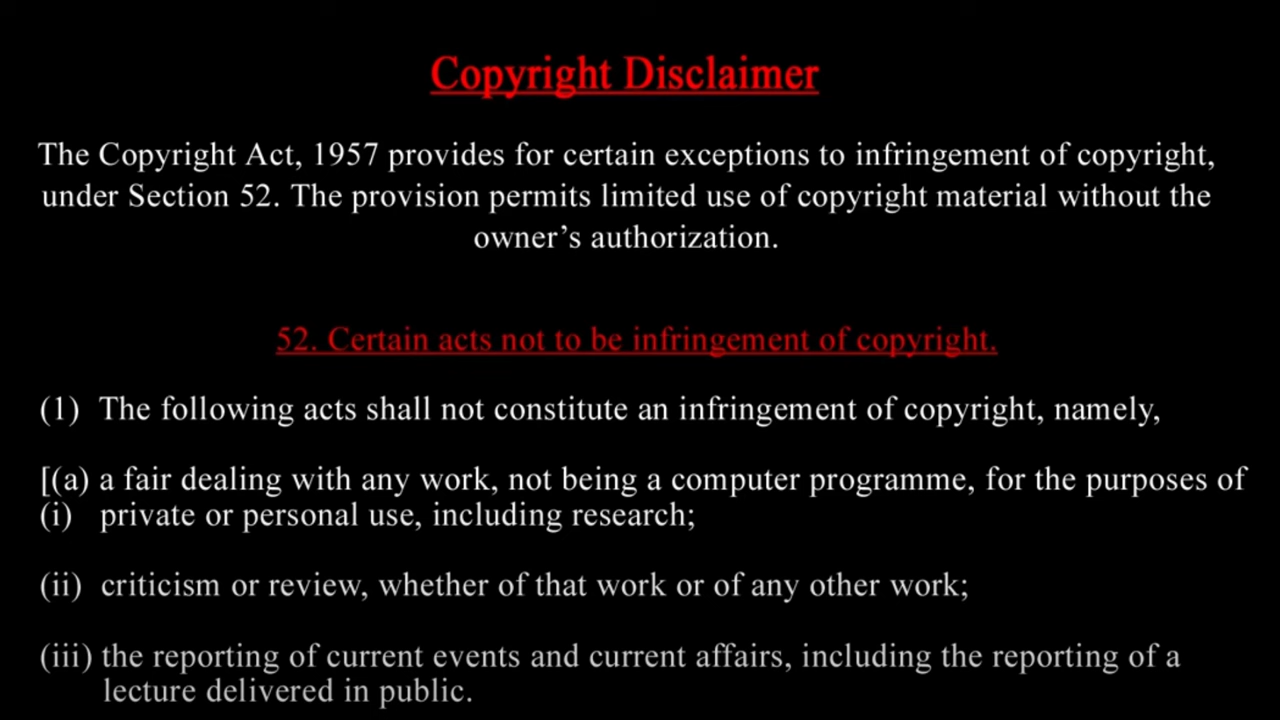 Copyright Disclaimer
The Copyright Act, 1957 provides for certain exceptions to infringement of copyright,
under Section 52. The provision permits limited use of copyright material without the
owner’s authorization.
52. Certain acts not to be infringement of copyright.
(1) The following acts shall not constitute an infringement of copyright, namely,
[(a) a fair dealing with any work, not being a computer programme, for the purposes of
(i) private or personal use, including research;
(ii) criticism or review, whether of that work or of any other work;
(iii) the reporting of current events and current affairs, including the reporting of a
lecture delivered in public.